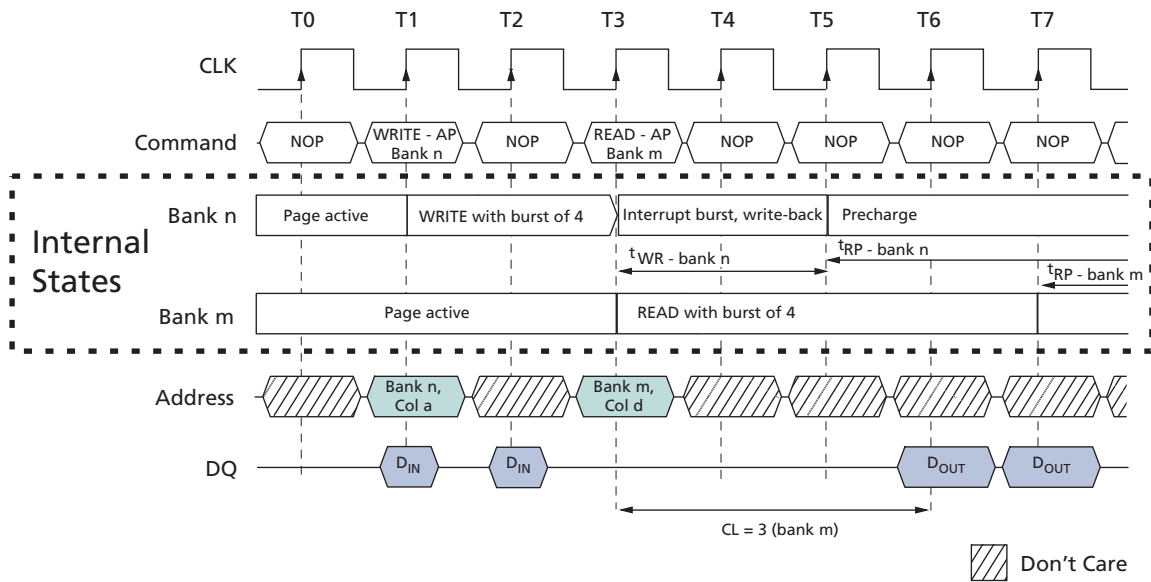 T0 T1 T2 T3 T4 T5 T6 T7
CLK
Command NOP WRITE - AP Bank n NOP READ - AP Bank m NOP NOP NOP NOP
Internal States
Bank n Page active WRITE with burst of 4 Interrupt burst, write-back Precharge
tWR - bank n tRP - bank n
tRP - bank m
Bank m Page active READ with burst of 4
Address Bank n, Col a Bank m, Col d
DQ DIN DIN DOUT DOUT
CL = 3 (bank m)
Don't Care